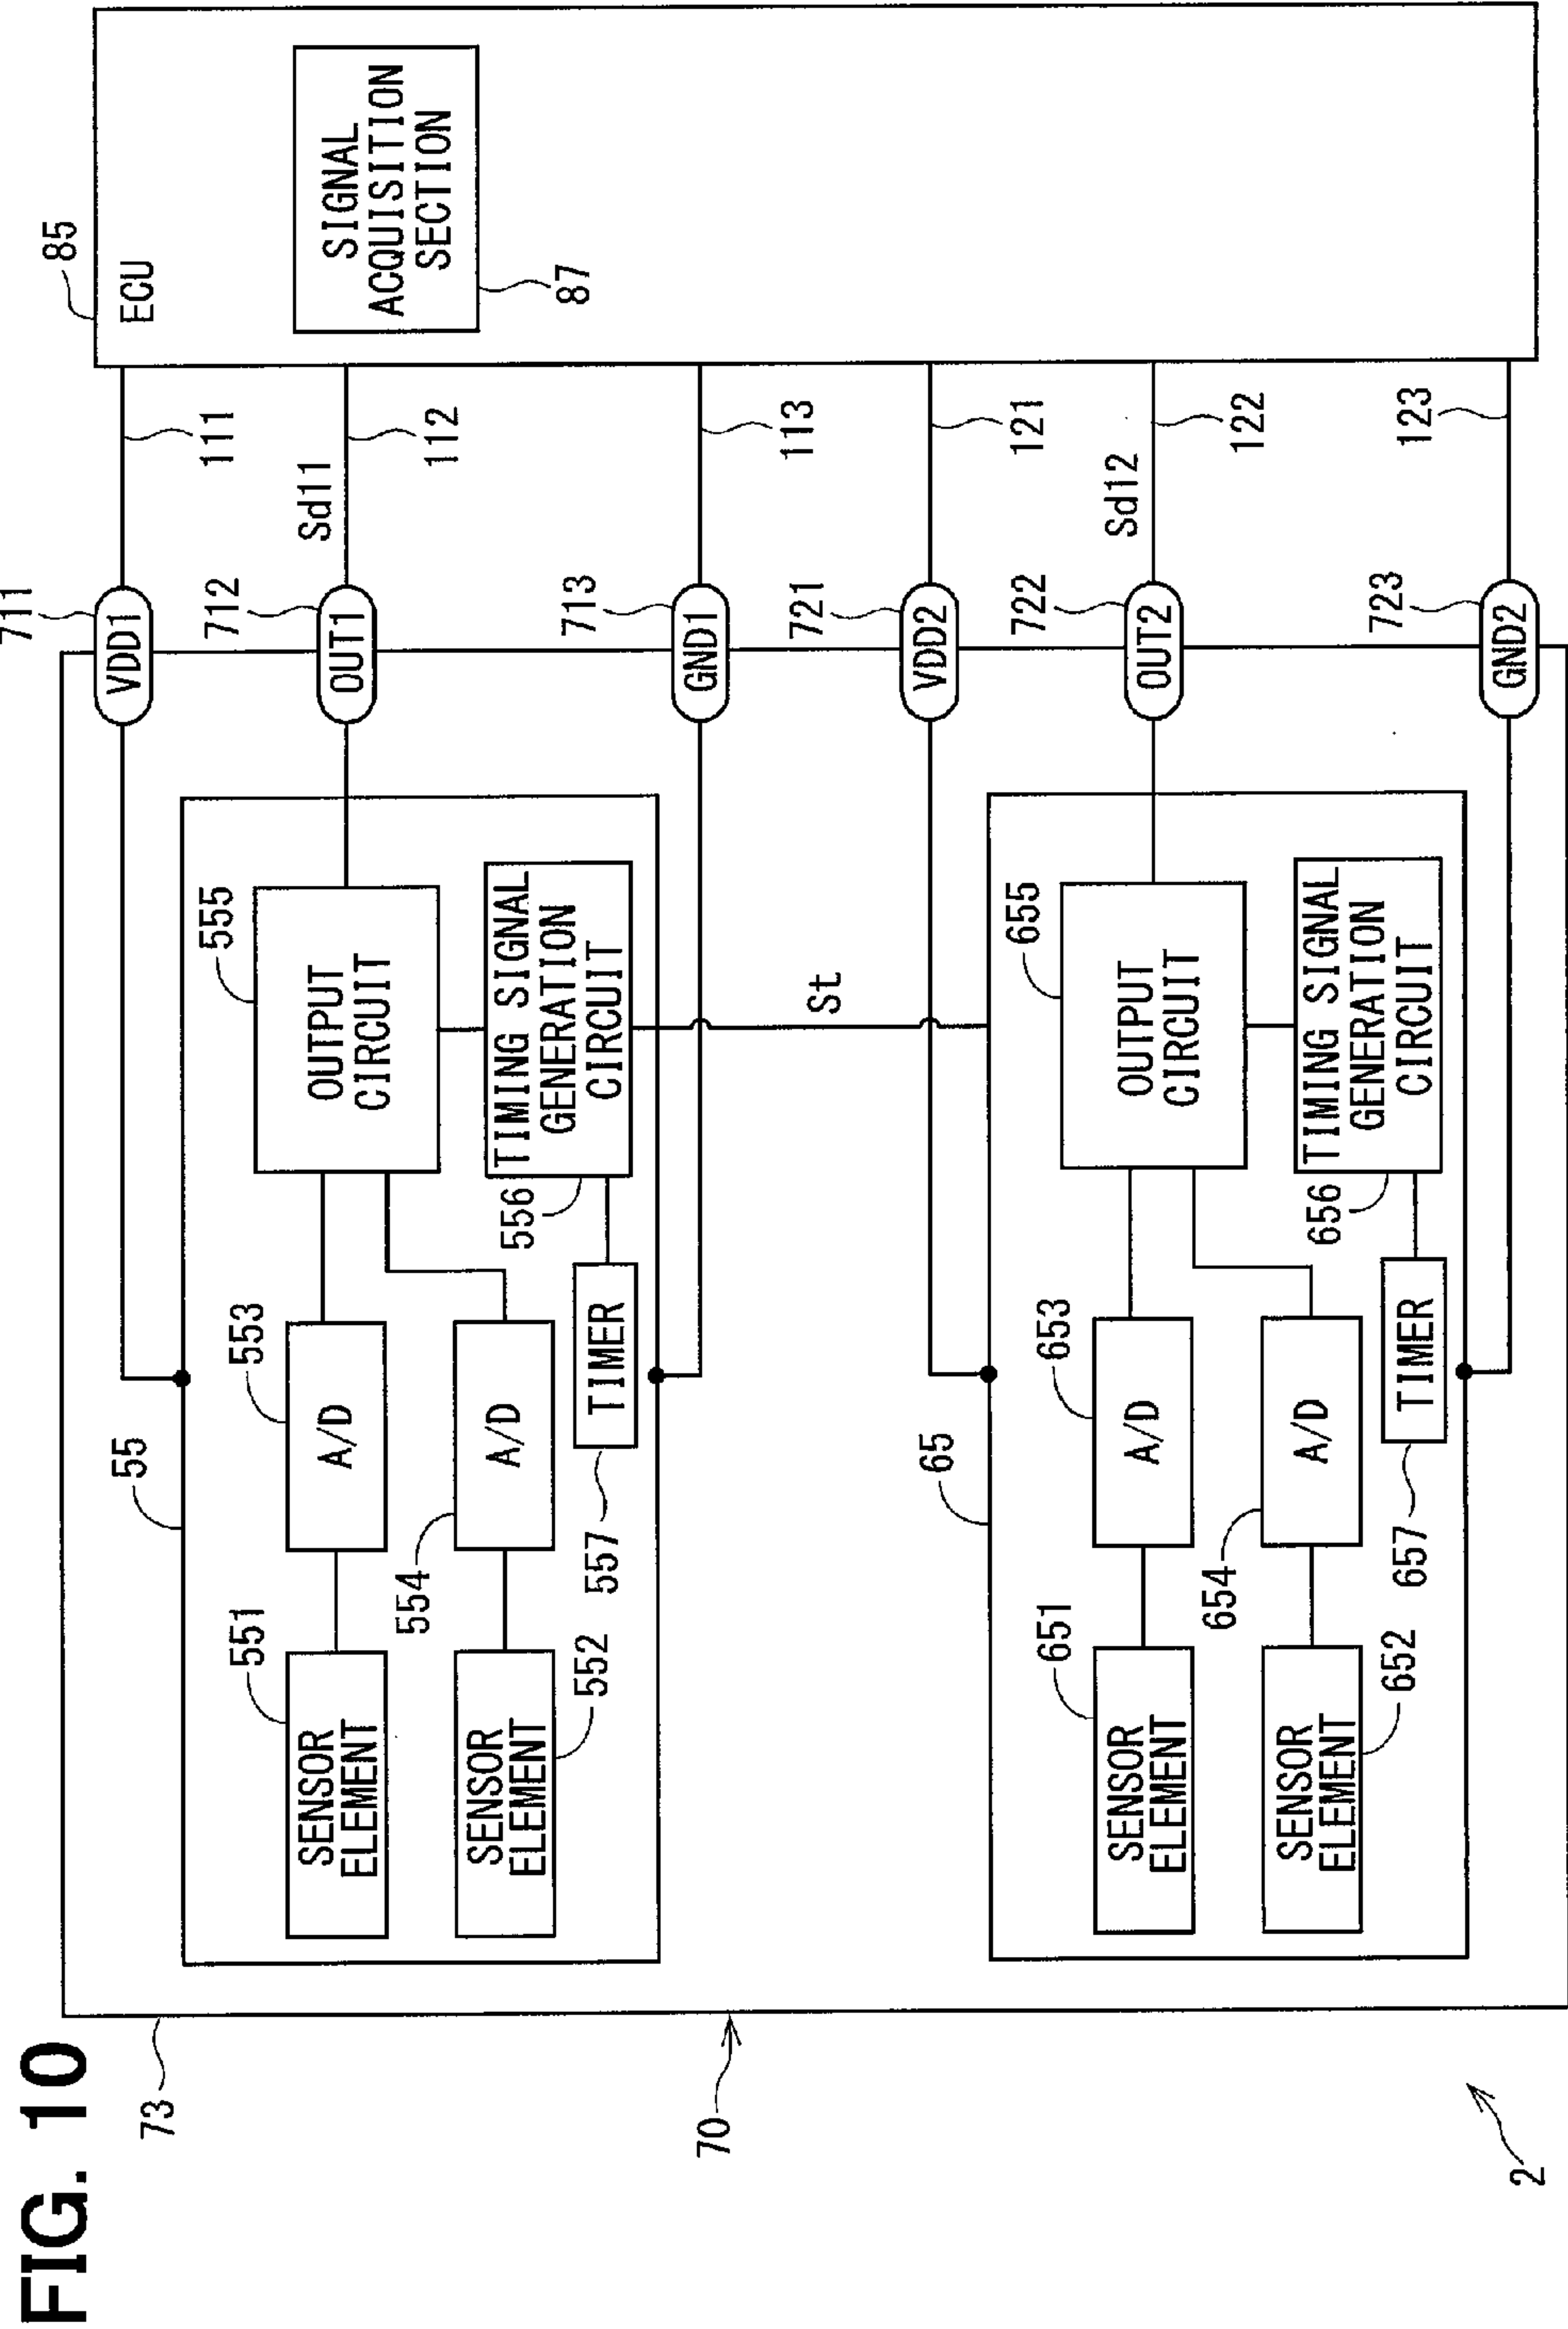 FIG. 10
73
70
2
55
551
SENSOR
ELEMENT
553
A/D
555
OUTPUT
CIRCUIT
SENSOR
ELEMENT
552
554
A/D
556
TIMING SIGNAL
GENERATION
CIRCUIT
557
TIMER
St
65
651
SENSOR
ELEMENT
653
A/D
655
OUTPUT
CIRCUIT
SENSOR
ELEMENT
652
654
A/D
656
TIMING SIGNAL
GENERATION
CIRCUIT
657
TIMER
711
VDD1
111
712
OUT1
Sd11
112
713
GND1
113
721
VDD2
121
722
OUT2
Sd12
122
723
GND2
123
85
ECU
SIGNAL
ACQUISITION
SECTION
87